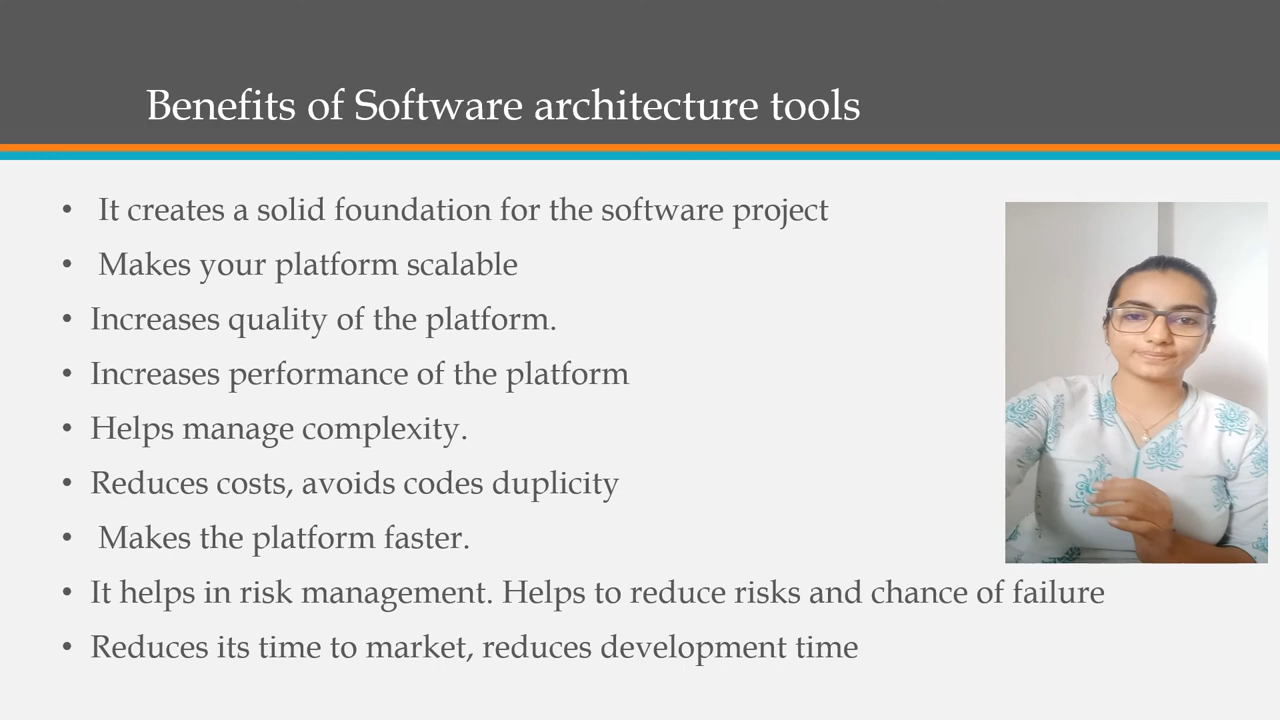 Benefits of Software architecture tools
• It creates a solid foundation for the software project
• Makes your platform scalable
• Increases quality of the platform.
• Increases performance of the platform
• Helps manage complexity.
• Reduces costs, avoids codes duplicity
• Makes the platform faster.
• It helps in risk management. Helps to reduce risks and chance of failure
• Reduces its time to market, reduces development time